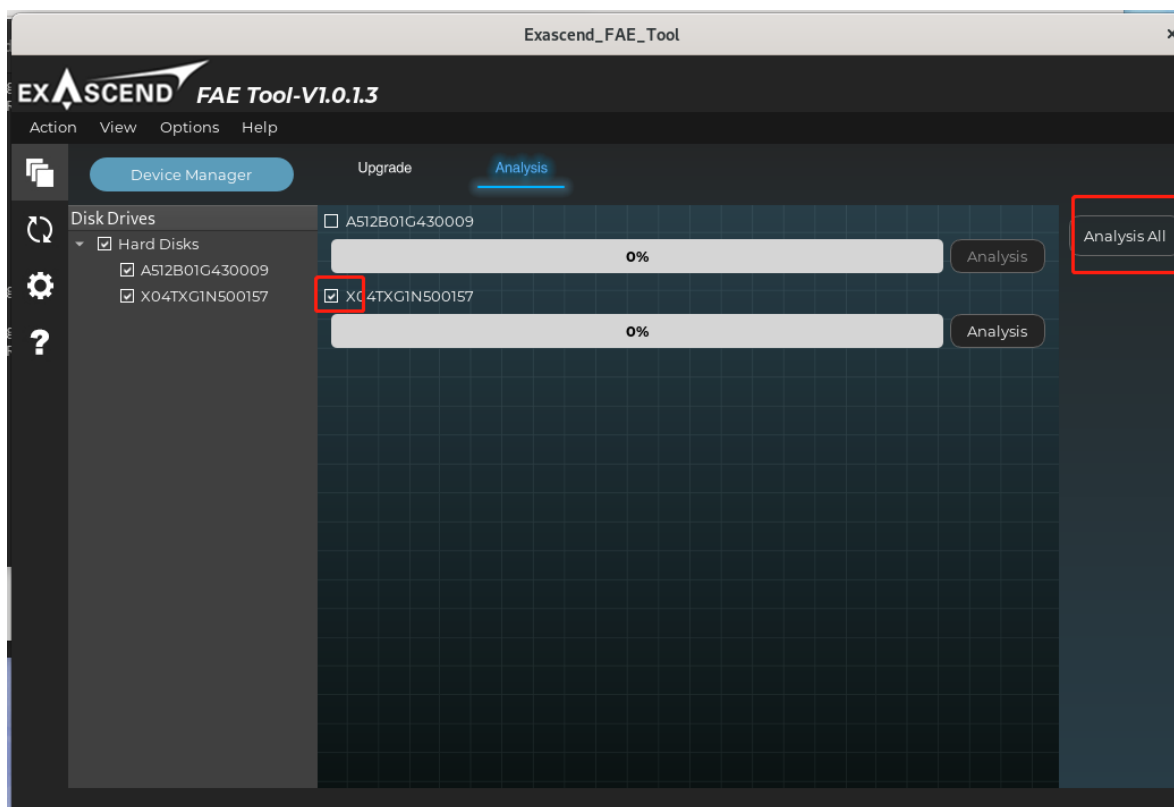 Exascend_FAE_Tool
EXASCEND FAE Tool-V1.0.1.3
Action View Options Help
Device Manager Upgrade Analysis
Disk Drives
Hard Disks
A512B01G430009
X04TXG1N500157
A512B01G430009
0% Analysis
X04TXG1N500157
0% Analysis
Analysis All